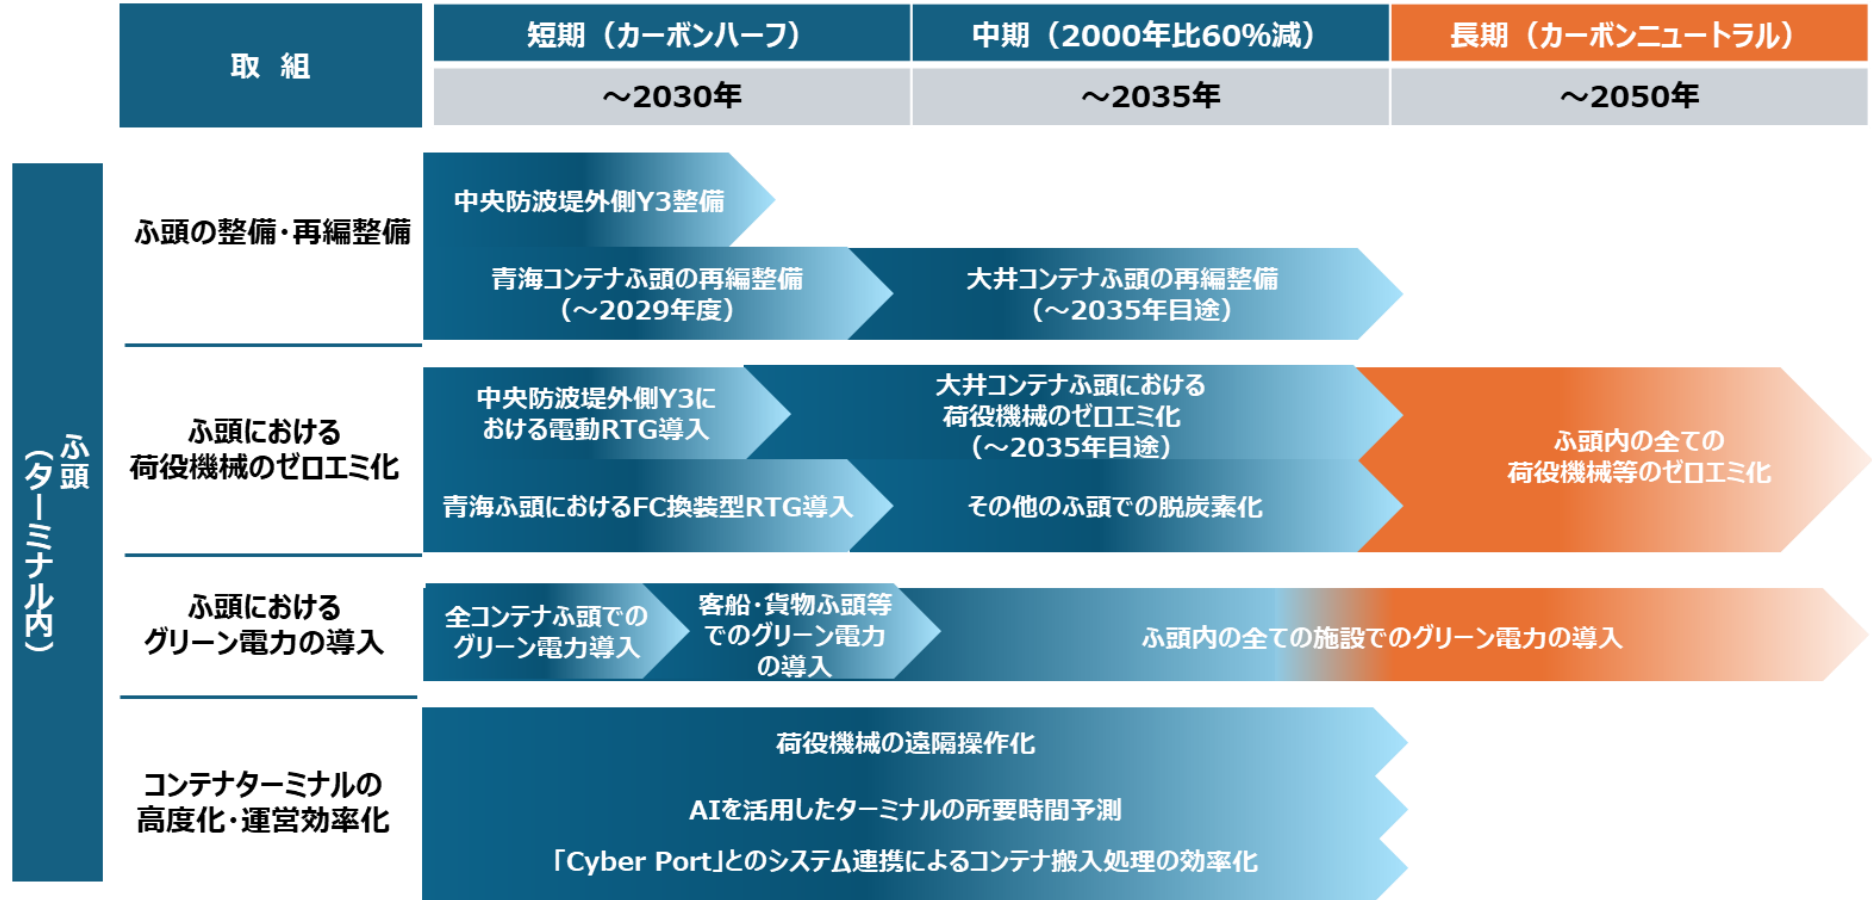 取 組
短期（カーボンハーフ）
中期（2000年比60%減）
長期（カーボンニュートラル）
～2030年
～2035年
～2050年
ふ頭
（ターミナル内）
ふ頭の整備・再編整備
中央防波堤外側Y3整備
青海コンテナふ頭の再編整備
（～2029年度）
大井コンテナふ頭の再編整備
（～2035年目途）
ふ頭における
荷役機械のゼロエミ化
中央防波堤外側Y3に
おける電動RTG導入
大井コンテナふ頭における
荷役機械のゼロエミ化
（～2035年目途）
青海ふ頭におけるFC換装型RTG導入
その他のふ頭での脱炭素化
ふ頭内の全ての
荷役機械等のゼロエミ化
ふ頭における
グリーン電力の導入
全コンテナふ頭での
グリーン電力導入
客船・貨物ふ頭等
でのグリーン電力
の導入
ふ頭内の全ての施設でのグリーン電力の導入
コンテナターミナルの
高度化・運営効率化
荷役機械の遠隔操作化
AIを活用したターミナルの所要時間予測
「Cyber Port」とのシステム連携によるコンテナ搬入処理の効率化